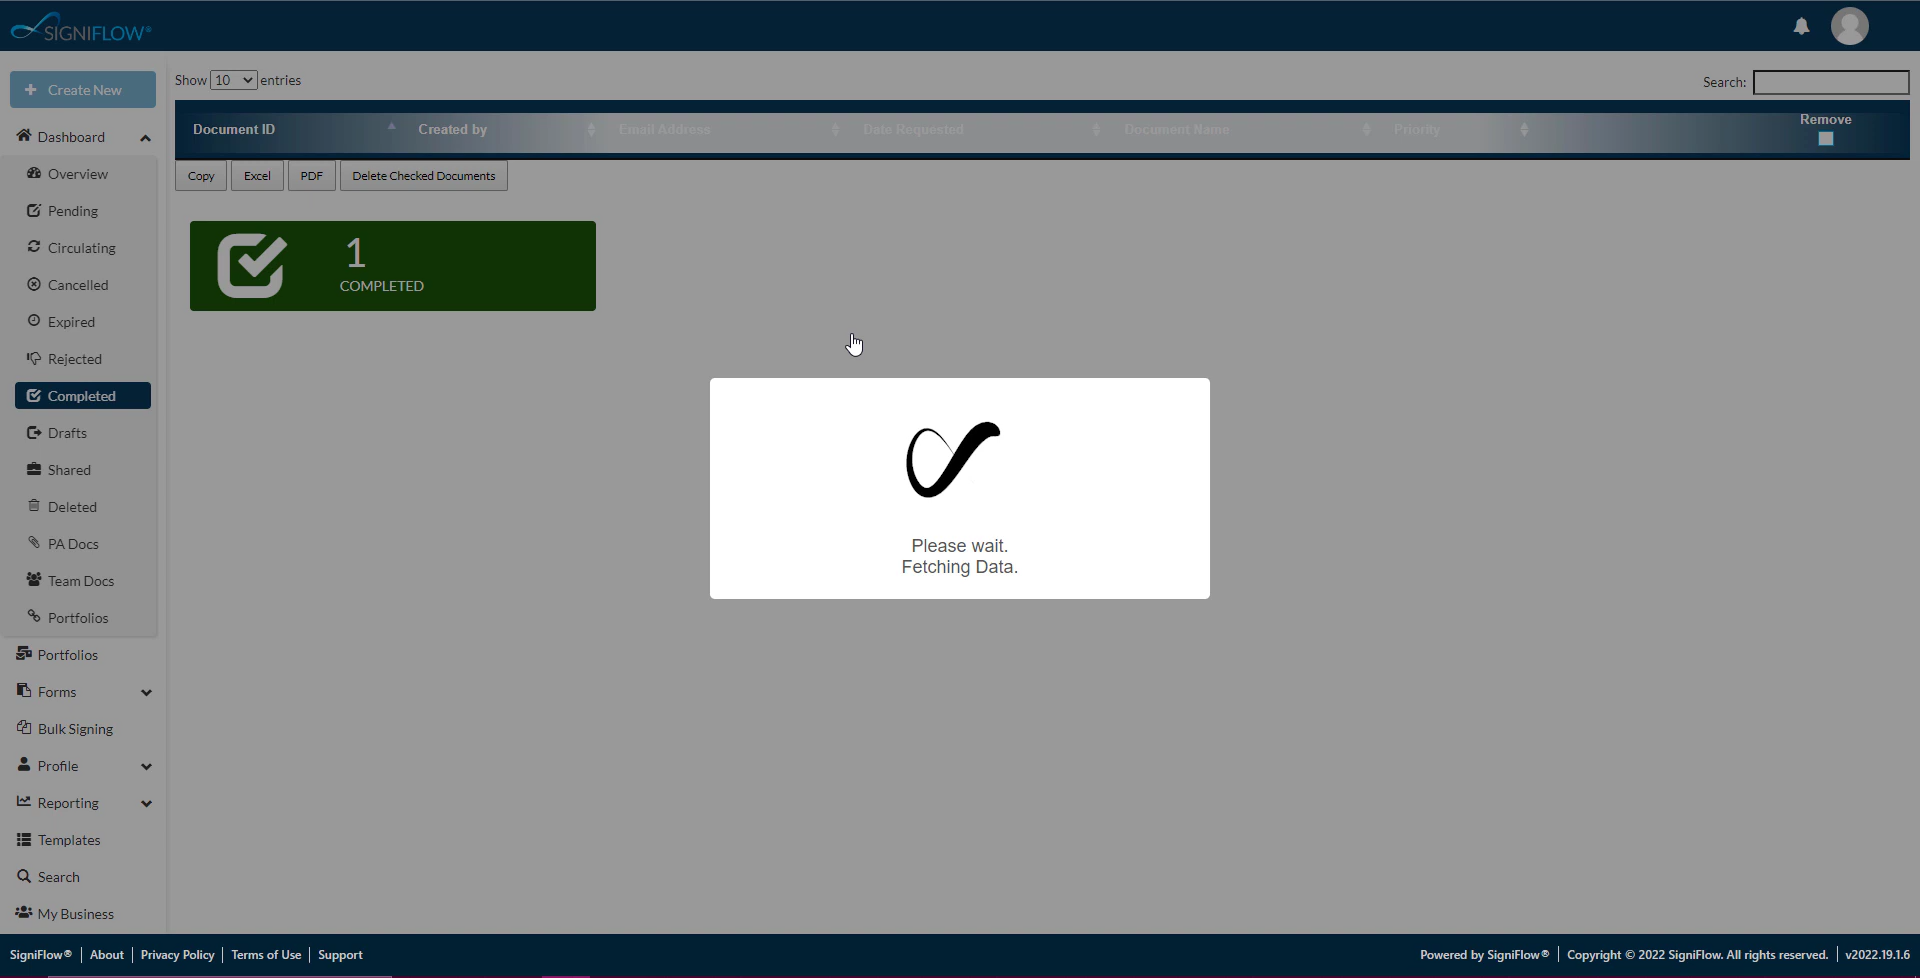 SIGNIFLOW®
Create New
Dashboard
Overview
Pending
Circulating
Cancelled
Expired
Rejected
Completed
Drafts
Shared
Deleted
PA Docs
Team Docs
Portfolios
Portfolios
Forms
Bulk Signing
Profile
Reporting
Templates
Search
My Business
Show 10 entries
Search:
Document ID Created by Email Address Date Requested Document Name Priority Remove
Copy Excel PDF Delete Checked Documents
1
COMPLETED
Please wait.
Fetching Data.
SigniFlow® | About | Privacy Policy | Terms of Use | Support
Powered by SigniFlow® | Copyright © 2022 SigniFlow. All rights reserved. | v2022.19.1.6